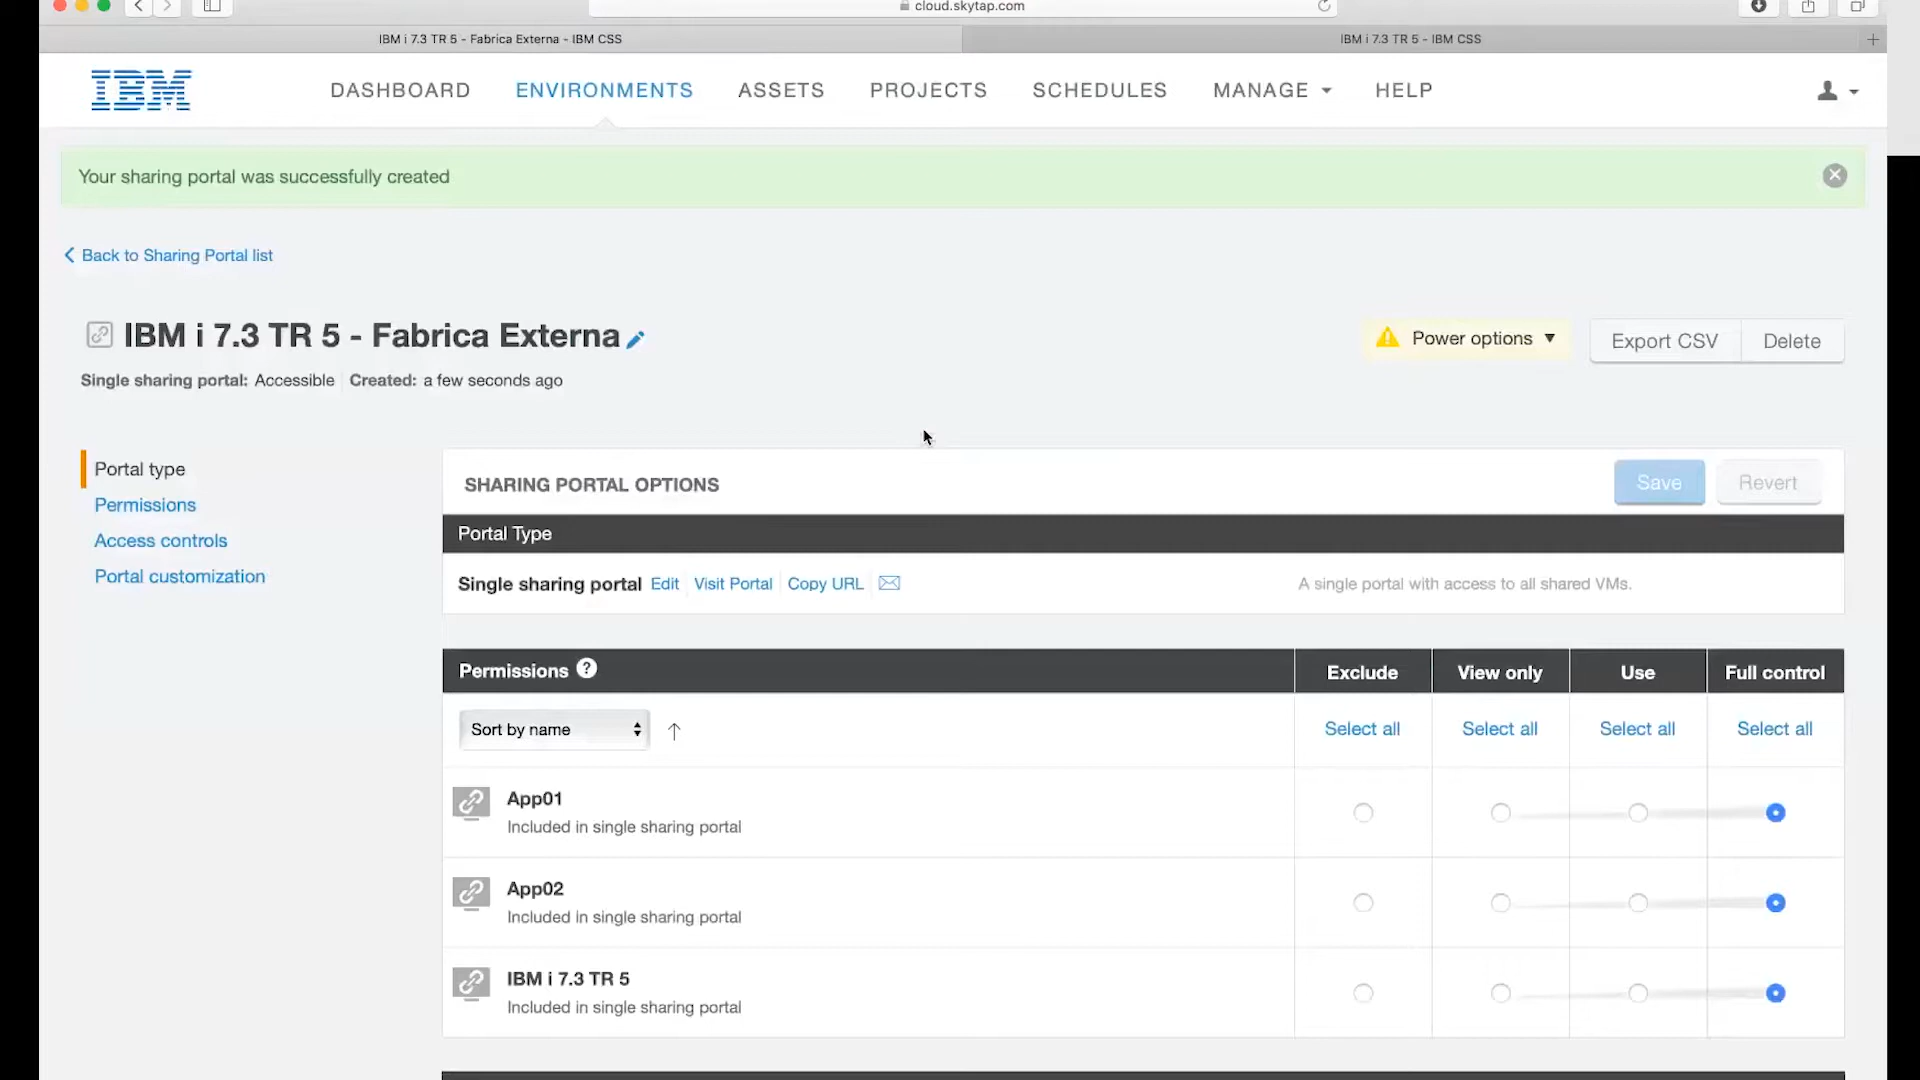 cloud.skytap.com
IBM i 7.3 TR 5 - Fabrica Externa - IBM CSS
IBM i 7.3 TR 5 - IBM CSS
IBM
DASHBOARD
ENVIRONMENTS
ASSETS
PROJECTS
SCHEDULES
MANAGE
HELP
Your sharing portal was successfully created
Back to Sharing Portal list
IBM i 7.3 TR 5 - Fabrica Externa
Power options
Export CSV
Delete
Single sharing portal: Accessible
Created: a few seconds ago
Portal type
Permissions
Access controls
Portal customization
SHARING PORTAL OPTIONS
Save
Revert
Portal Type
Single sharing portal
Edit
Visit Portal
Copy URL
A single portal with access to all shared VMs.
Permissions ?
Exclude
View only
Use
Full control
Sort by name
Select all
Select all
Select all
Select all
App01
Included in single sharing portal
App02
Included in single sharing portal
IBM i 7.3 TR 5
Included in single sharing portal